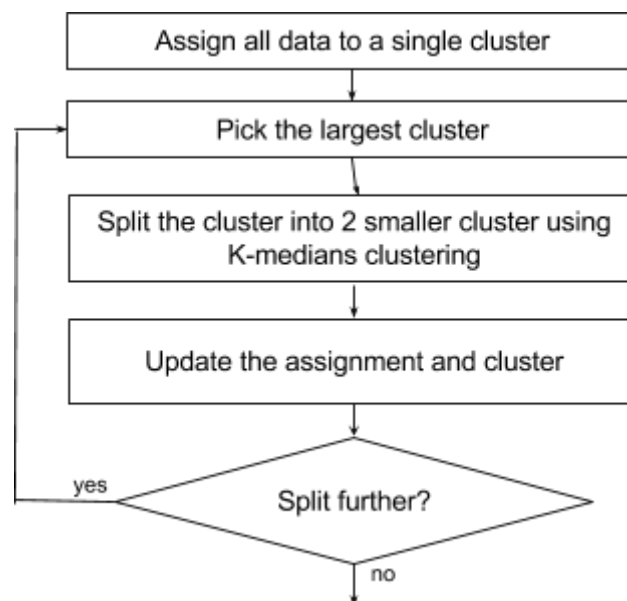 Assign all data to a single cluster
Pick the largest cluster
Split the cluster into 2 smaller cluster using
K-medians clustering
Update the assignment and cluster
Split further?
yes
no